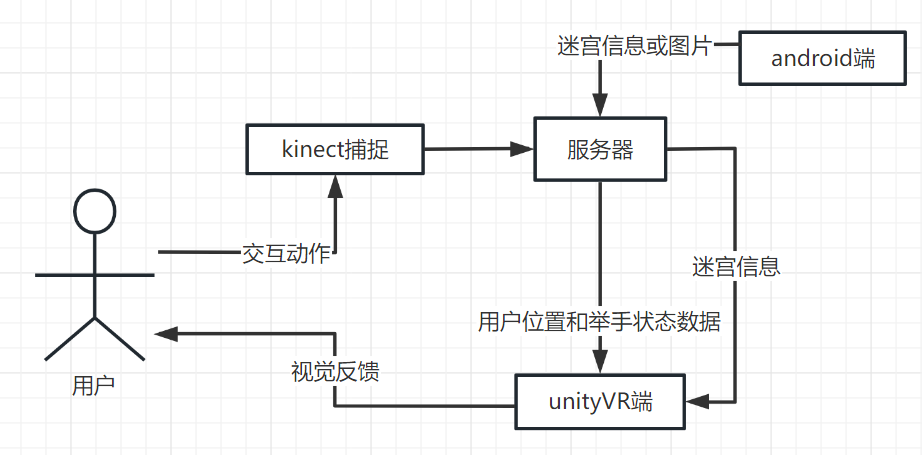 迷宫信息或图片
android端
kinect捕捉
服务器
交互动作
迷宫信息
用户位置和举手状态数据
视觉反馈
用户
unityVR端